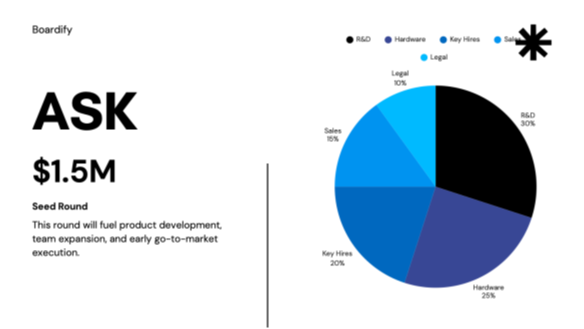 Boardify
ASK
$1.5M
Seed Round
This round will fuel product development,
team expansion, and early go-to-market
execution.
R&D Hardware Key Hires Sales
Legal
Legal
10%
R&D
30%
Sales
15%
Key Hires
20%
Hardware
25%